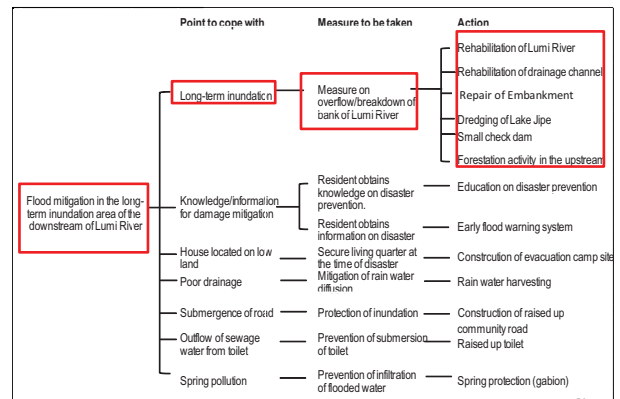 Point to cope with Measure to be taken Action
Rehabilitation of Lumi River
Rehabilitation of drainage channel
Long-term inundation
Measure on
overflow/breakdown of
bank of Lumi River
Repair of Embankment
Dredging of Lake Jipe
Small check dam
Forestation activity in the upstream
Flood mitigation in the long-
term inundation area of the
downstream of Lumi River
Knowledge/information
for damage mitigation
Resident obtains
knowledge on disaster
prevention.
Education on disaster prevention
Resident obtains
information on disaster
Early flood warning system
House located on low
land
Secure living quarter at
the time of disaster
Constrcution of evacuation camp site
Poor drainage
Mitigation of rain water
diffusion
Rain water harvesting
Submergence of road
Protection of inundation
Construction of raised up
community road
Outflow of sewage
water from toilet
Prevention of submersion
of toilet
Raised up toilet
Spring pollution
Prevention of infiltration
of flooded water
Spring protection (gabion)